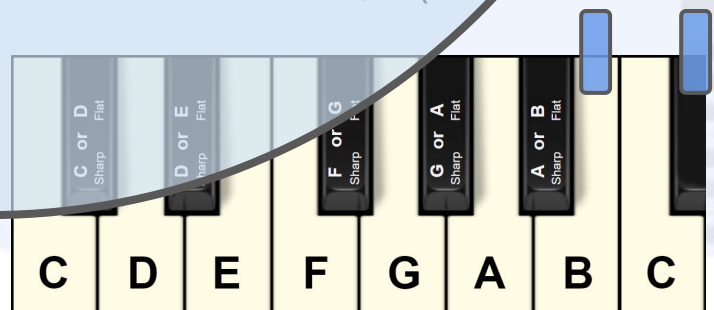 C or D
Sharp Flat
D or E
Sharp Flat
F or G
Sharp Flat
G or A
Sharp Flat
A or B
Sharp Flat
C D E F G A B C